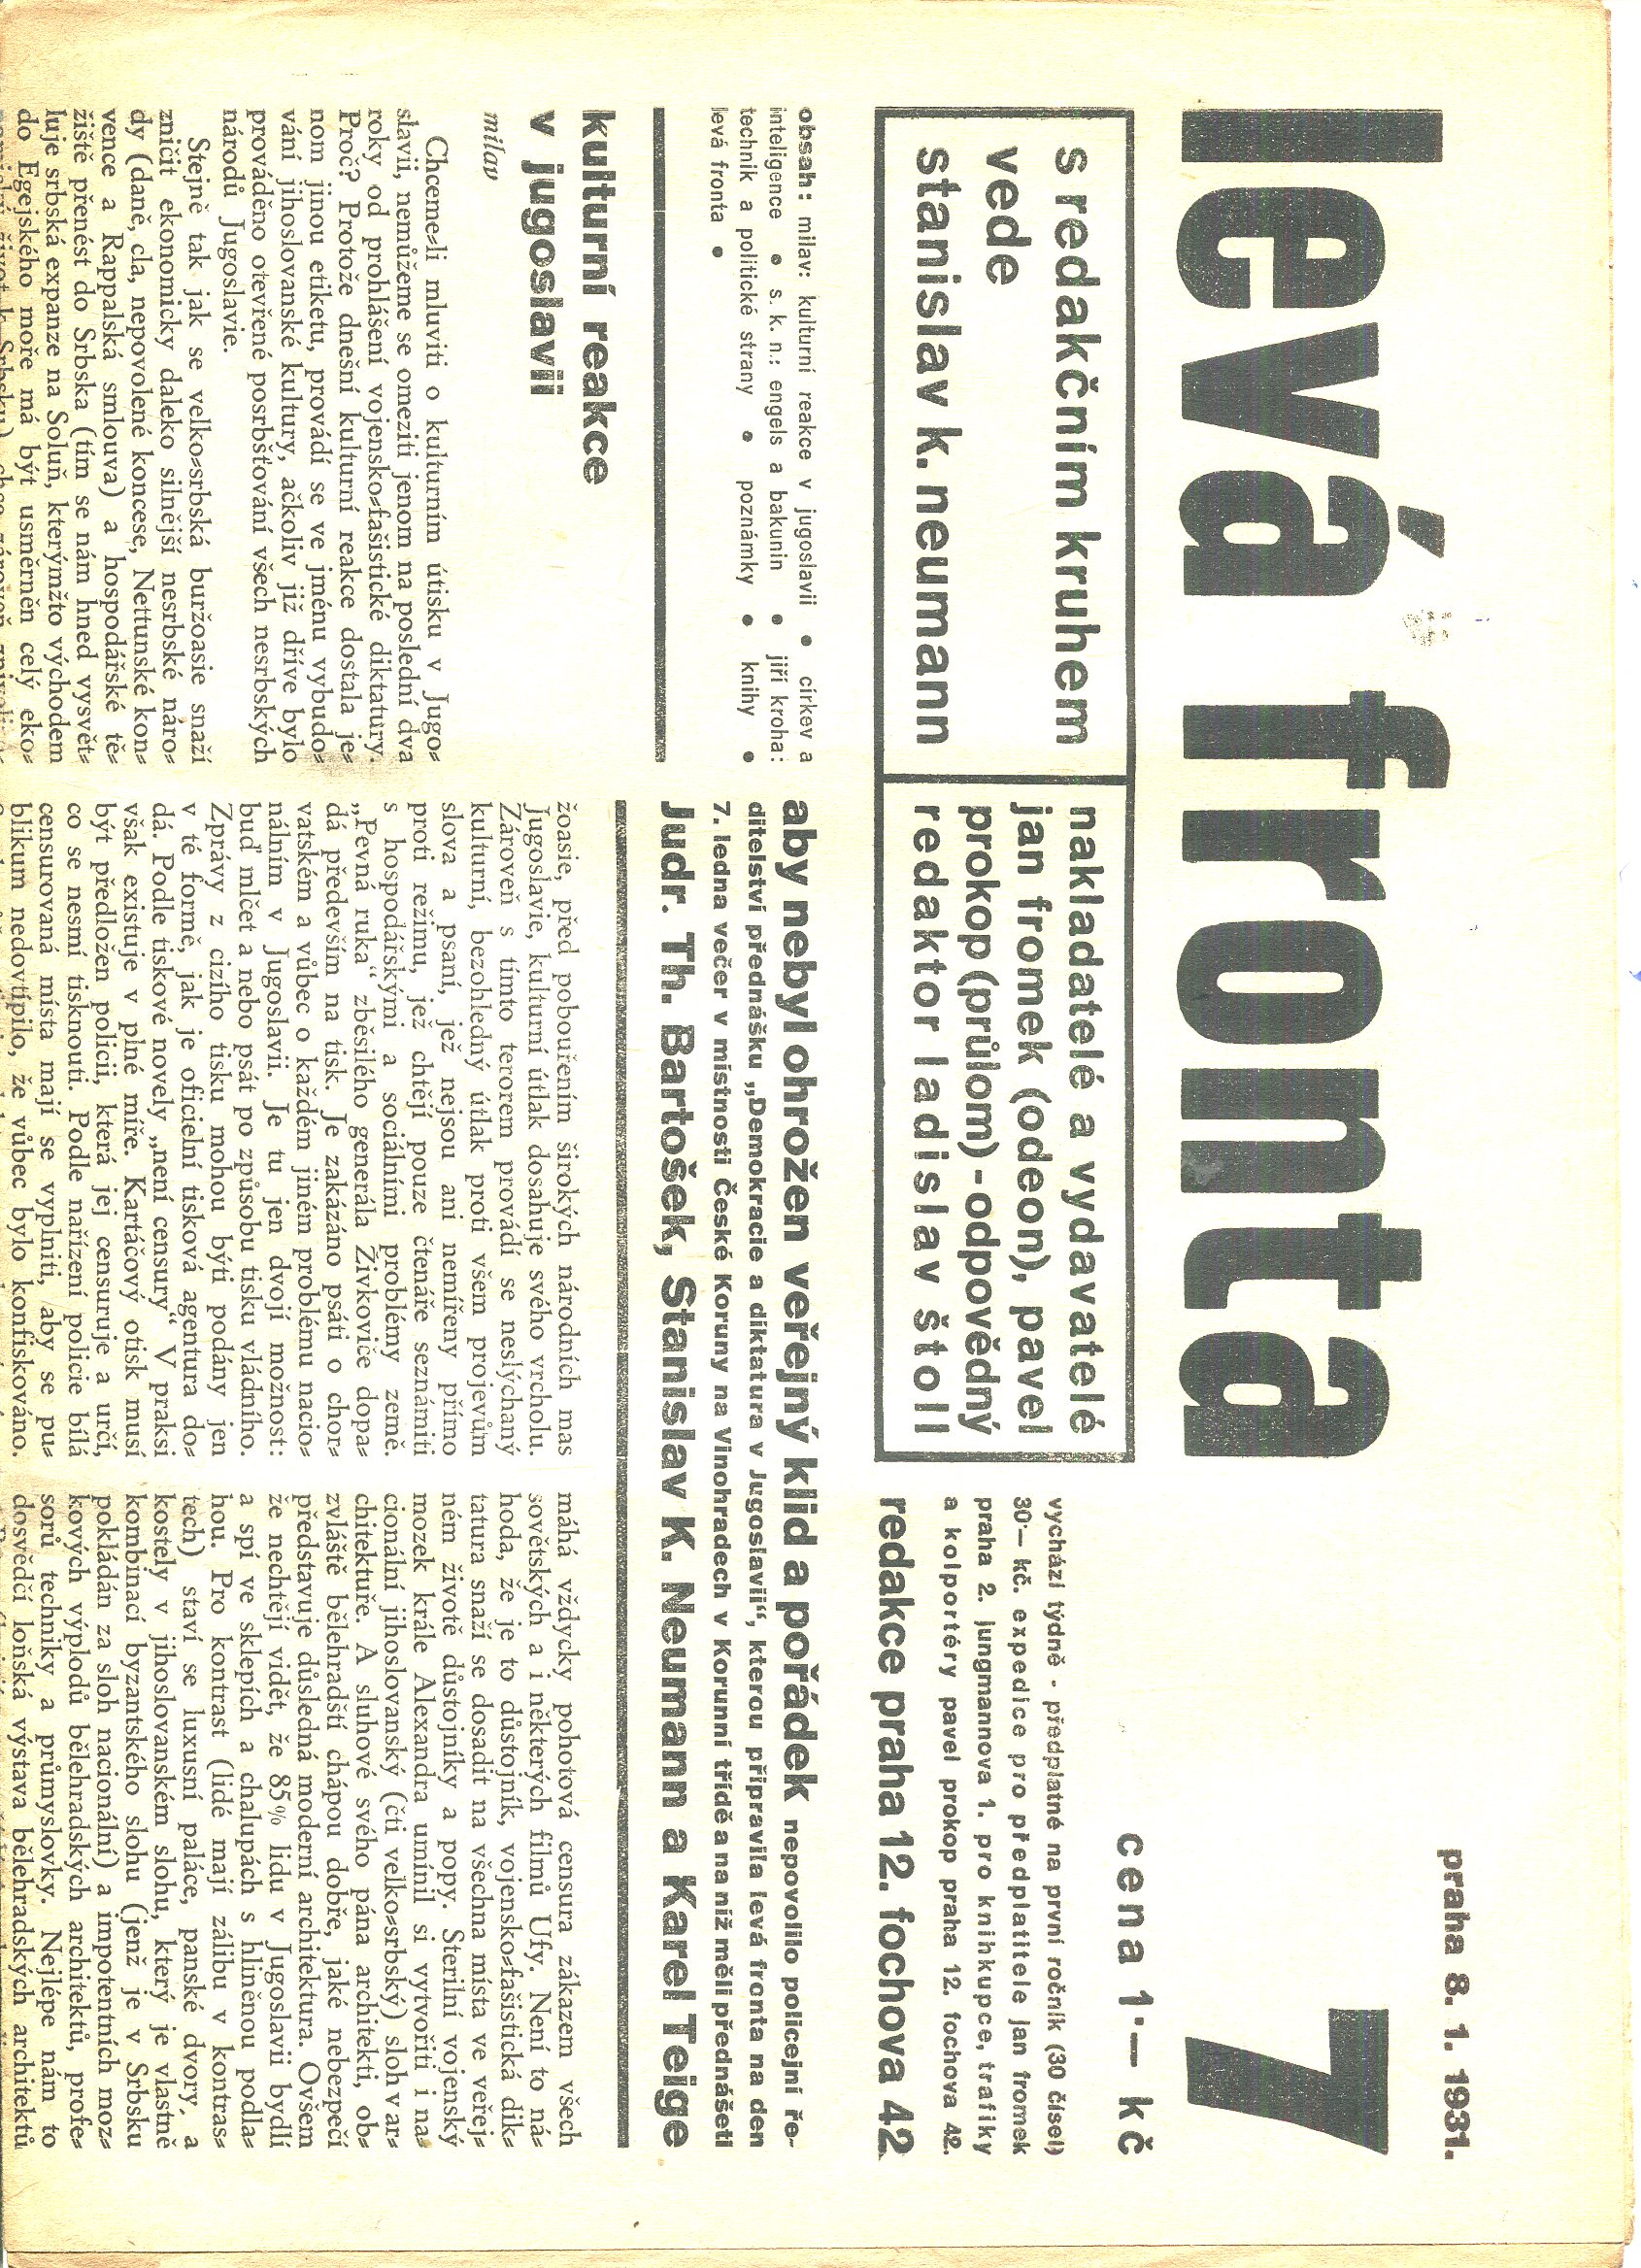 praha 8. 1. 1931.
levá fronta
7
cena 1·— kč
s redakčním kruhem
vede
stanislav k. neumann
nakladatelé a vydavatelé
jan fromek (odeon), pavel
prokop (průlom) - odpovědný
redaktor ladislav štoll
vychází týdně - předplatné na první ročník (30 čísel)
30·— kč. expedice pro předplatitele jan fromek
praha 2. jungmannova 1. pro knihkupce, trafiky
a kolportéry pavel prokop praha 12. fochova 42.
redakce praha 12. fochova 42
obsah: milav: kulturní reakce v jugoslavii • církev a
inteligence • s. k. n.: engels a bakunin • jiří kroha:
technik a politické strany • poznámky • knihy •
levá fronta •
aby nebyl ohrožen veřejný klid a pořádek nepovolilo policejní ře-
ditelství přednášku „Demokracie a diktatura v Jugoslavii“, kterou připravila levá fronta na den
7. ledna večer v místnosti České Koruny na Vinohradech v Korunní třídě a na níž měli přednášeti
Judr. Th. Bartošek, Stanislav K. Neumann a Karel Teige
kulturní reakce
v jugoslavii
milav
Chceme-li mluviti o kulturním útisku v Jugo-
slavii, nemůžeme se omeziti jenom na poslední dva
roky od prohlášení vojensko-fašistické diktatury.
Proč? Protože dnešní kulturní reakce dostala je-
nom jinou etiketu, provádí se ve jménu vybudo-
vání jihoslovanské kultury, ačkoliv již dříve bylo
prováděno otevřené posrbšťování všech nesrbských
národů Jugoslavie.
Stejně tak jak se velko-srbská buržoasie snaží
zničit ekonomicky daleko silnější nesrbské náro-
dy (daně, cla, nepovolené koncese, Nettunské kon-
vence a Rappalská smlouva) a hospodářské tě-
žiště přenést do Srbska (tím se nám hned vysvět-
luje srbská expanze na Soluň, kterýmžto východem
do Egejského moře má být usměrněn celý eko-
žoasie, před pobouřením širokých národních mas
Jugoslavie, kulturní útlak dosahuje svého vrcholu.
Zároveň s tímto terorem provádí se neslýchaný
kulturní, bezohledný útlak proti všem projevům
slova a psaní, jež nejsou ani nemířeny přímo
proti režimu, jež chtějí pouze čtenáře seznámiti
s hospodářskými a sociálními problémy země.
„Pevná ruka“ zběsilého generála Živkoviče dopa-
dá především na tisk. Je zakázáno psáti o chor-
vatském a vůbec o každém jiném problému nacio-
nálním v Jugoslavii. Je tu jen dvojí možnost:
buď mlčet a nebo psát po způsobu tisku vládního.
Zprávy z cizího tisku mohou býti podány jen
v té formě, jak je oficielní tisková agentura do-
dá. Podle tiskové novely „není censury“. V praksi
však existuje v plné míře. Kartáčový otisk musí
být předložen policii, která jej censuruje a určí,
co se nesmí tisknouti. Podle nařízení policie bílá
censurovaná místa mají se vyplniti, aby se pu-
blikum nedovtípilo, že vůbec bylo konfiskováno.
máhá vždycky pohotová censura zákazem všech
sovětských a i některých filmů Ufy. Není to ná-
hoda, že je to důstojník, vojensko-fašistická dik-
tatura snaží se dosadit na všechna místa ve veřej-
ném životě důstojníky a popy. Sterilní vojenský
mozek krále Alexandra umínil si vytvořiti i na-
cionální jihoslovanský (čti velko-srbský) sloh v ar-
chitektuře. A sluhové svého pána architekti, ob-
zvláště bělehradští chápou dobře, jaké nebezpečí
představuje důsledná moderní architektura. Ovšem
že nechtějí vidět, že 85% lidu v Jugoslavii bydlí
a spí ve sklepích a chalupách s hliněnou podla-
hou. Pro kontrast (lidé mají zálibu v kontras-
tech) staví se luxusní paláce, panské dvory, a
kostely v jihoslovanském slohu, který je vlastně
kombinací byzantského slohu (jenž je v Srbsku
pokládán za sloh nacionální) a impotentních moz-
kových výplodů bělehradských architektů, profe-
sorů techniky a průmyslovky. Nejlépe nám to
dosvědčí loňská výstava bělehradských architektů